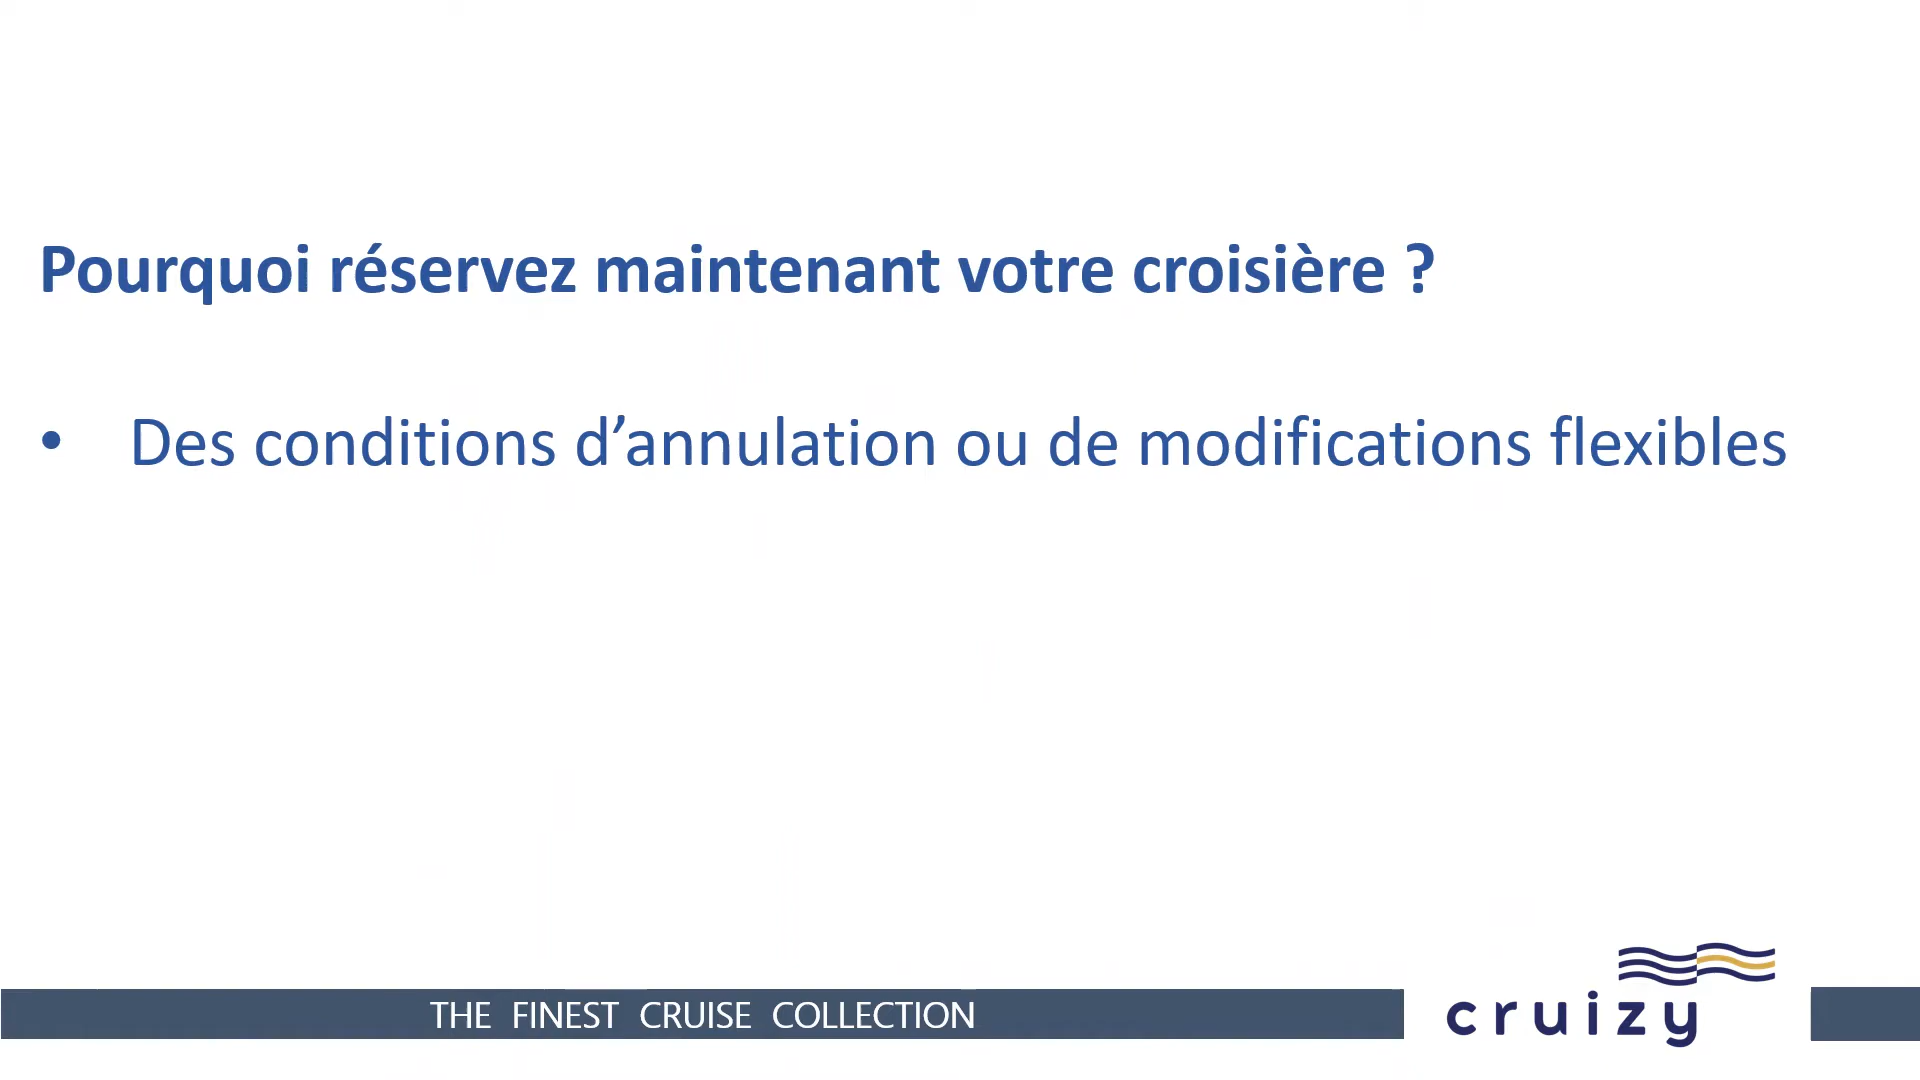 Pourquoi réservez maintenant votre croisière ?
• Des conditions d’annulation ou de modifications flexibles
THE FINEST CRUISE COLLECTION
cruizy